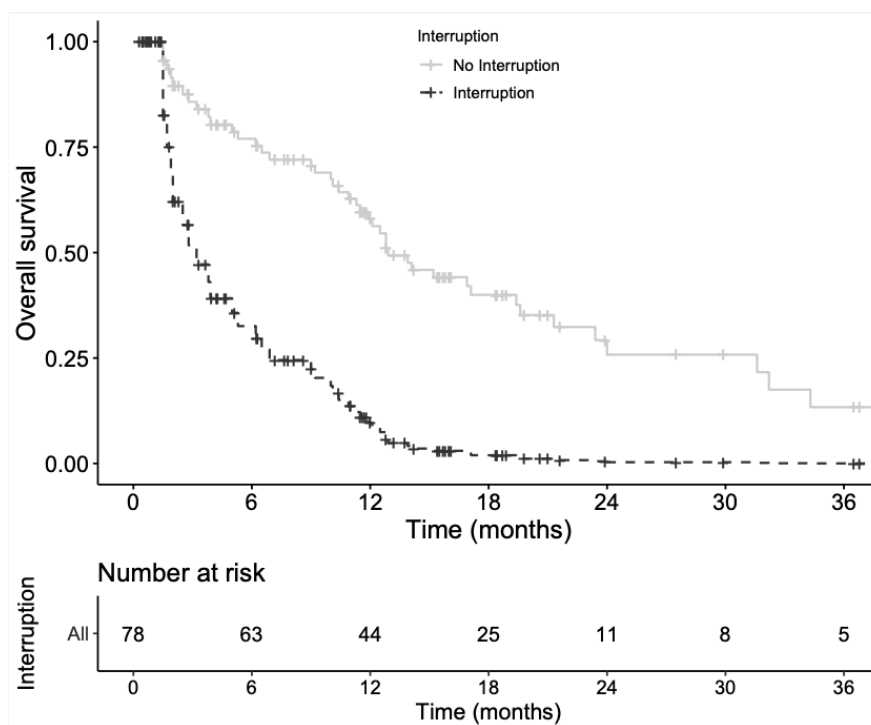 Interruption
No Interruption
Interruption
Overall survival
1.00
0.75
0.50
0.25
0.00
0 6 12 18 24 30 36
Time (months)
Number at risk
Interruption
All 78 63 44 25 11 8 5
0 6 12 18 24 30 36
Time (months)